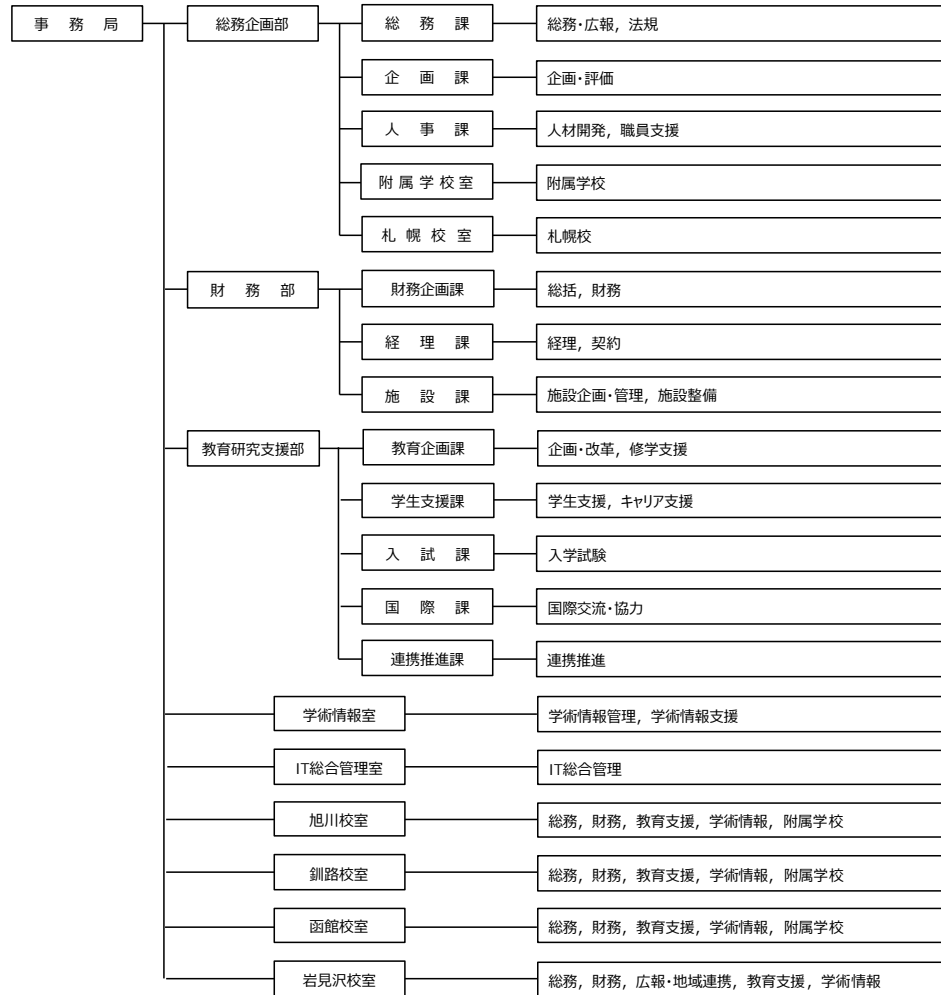 事務局 総務企画部 総務課 総務・広報, 法規
企画課 企画・評価
人事課 人材開発, 職員支援
附属学校室 附属学校
札幌校室 札幌校
財務部 財務企画課 総括, 財務
経理課 経理, 契約
施設課 施設企画・管理, 施設整備
教育研究支援部 教育企画課 企画・改革, 修学支援
学生支援課 学生支援, キャリア支援
入試課 入学試験
国際課 国際交流・協力
連携推進課 連携推進
学術情報室 学術情報管理, 学術情報支援
IT総合管理室 IT総合管理
旭川校室 総務, 財務, 教育支援, 学術情報, 附属学校
釧路校室 総務, 財務, 教育支援, 学術情報, 附属学校
函館校室 総務, 財務, 教育支援, 学術情報, 附属学校
岩見沢校室 総務, 財務, 広報・地域連携, 教育支援, 学術情報